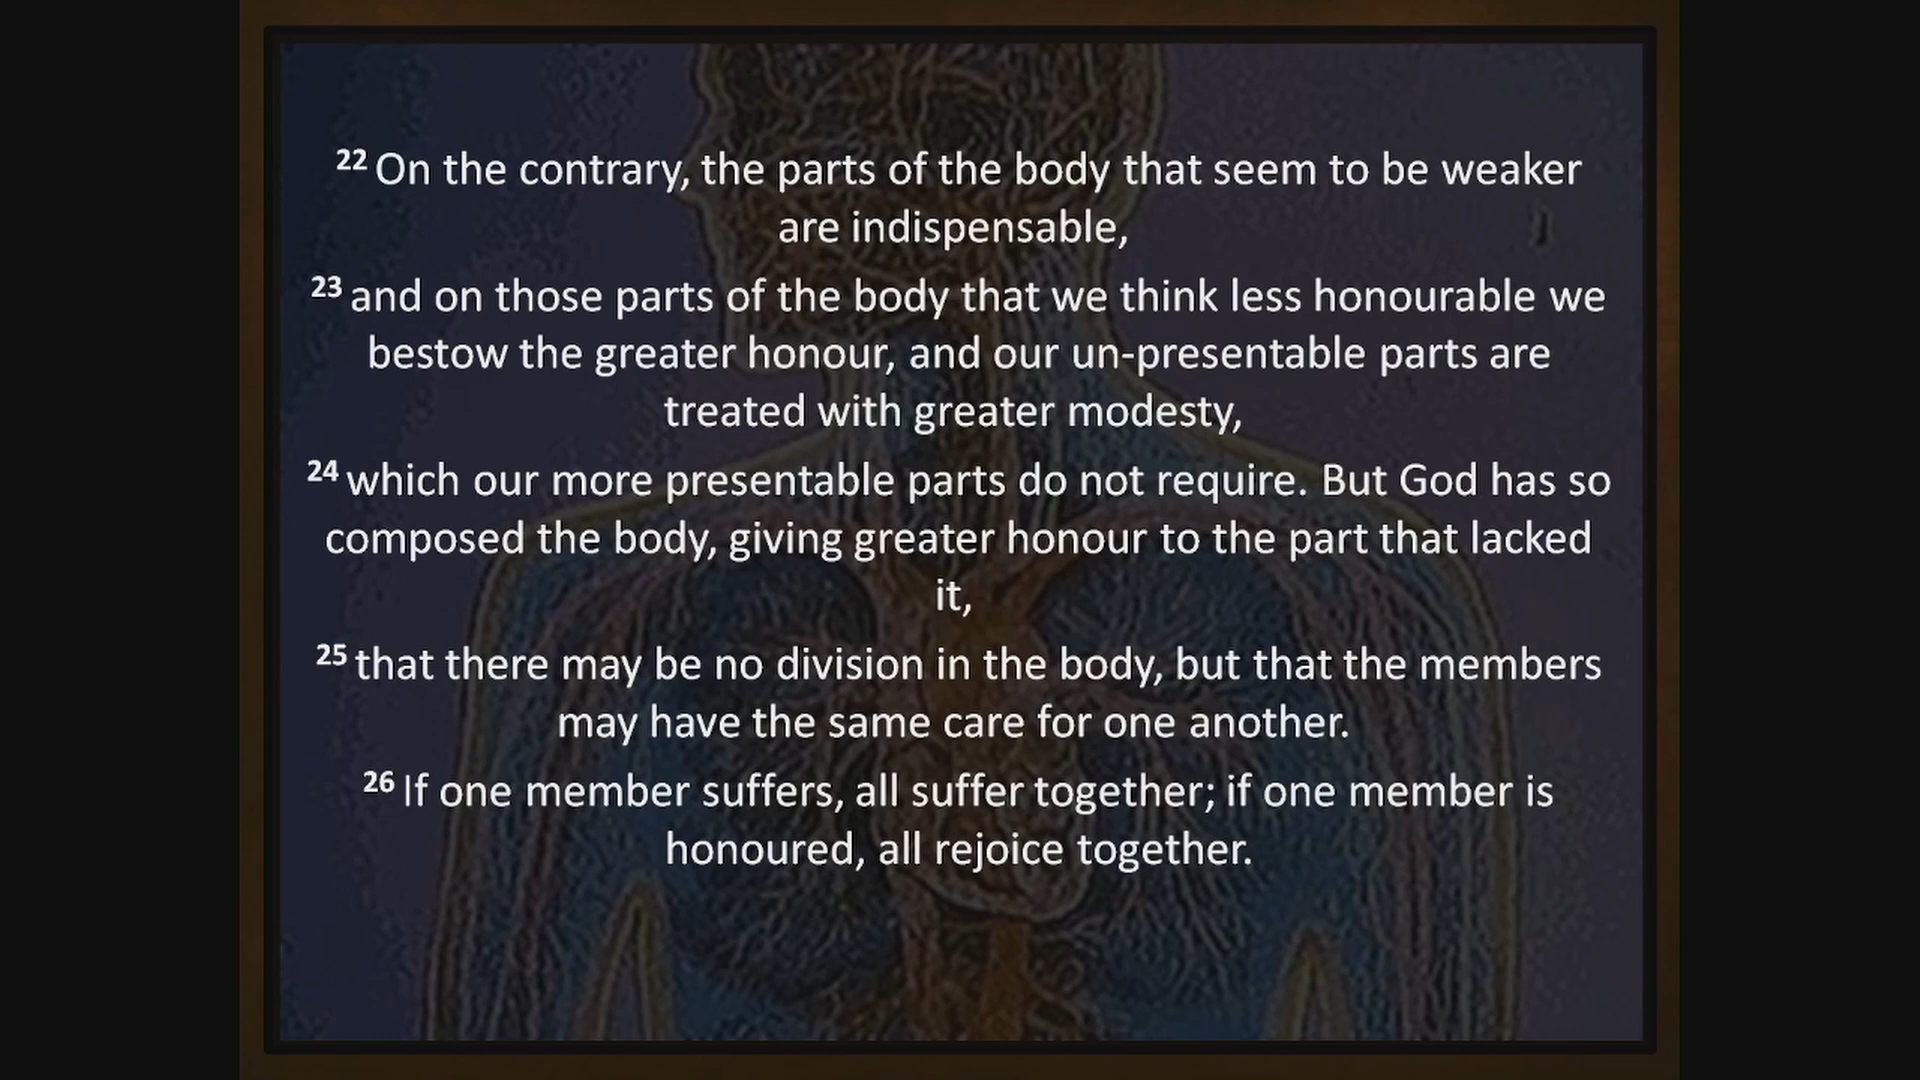 22 On the contrary, the parts of the body that seem to be weaker
are indispensable,
23 and on those parts of the body that we think less honourable we
bestow the greater honour, and our un-presentable parts are
treated with greater modesty,
24 which our more presentable parts do not require. But God has so
composed the body, giving greater honour to the part that lacked
it,
25 that there may be no division in the body, but that the members
may have the same care for one another.
26 If one member suffers, all suffer together; if one member is
honoured, all rejoice together.